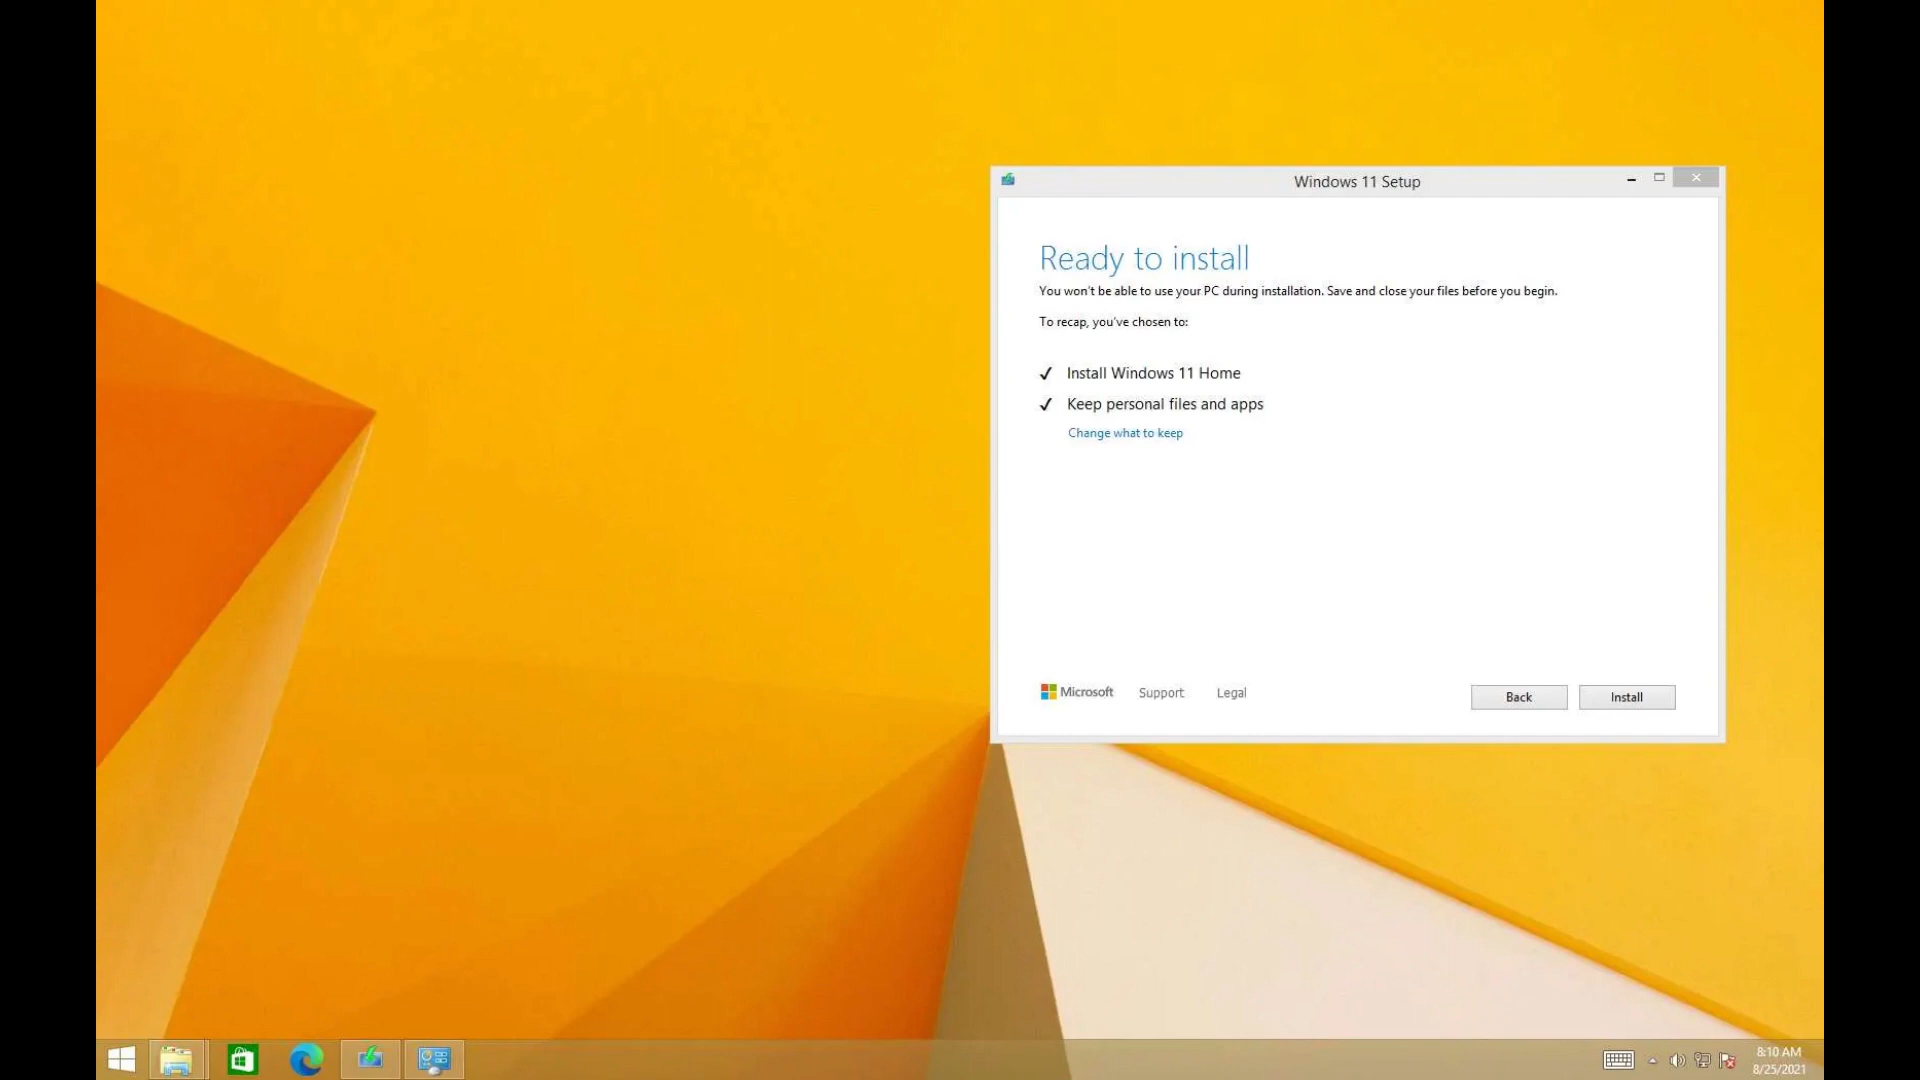 Windows 11 Setup
Ready to install
You won't be able to use your PC during installation. Save and close your files before you begin.
To recap, you've chosen to:
Install Windows 11 Home
Keep personal files and apps
Change what to keep
Microsoft Support Legal
Back Install
8:10 AM
8/25/2021